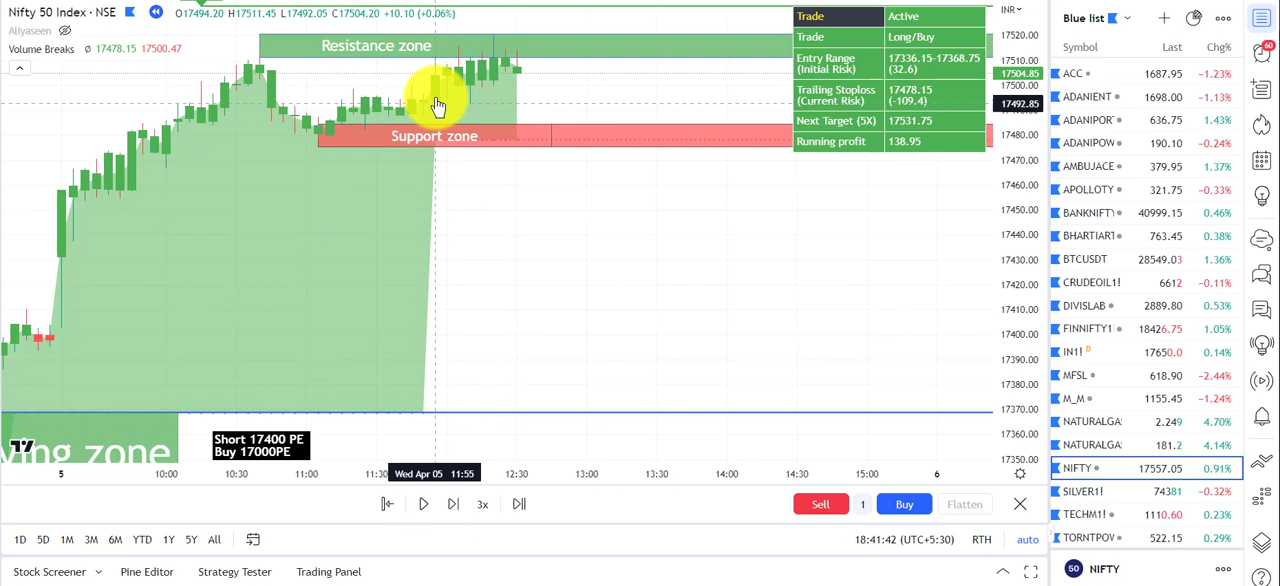 Nifty 50 Index · NSE
O17494.20 H17511.45 L17492.05 C17504.20 +10.10 (+0.06%)
Aliyaseen
Volume Breaks 17478.15 17500.47
Resistance zone
Support zone
Short 17400 PE
Buy 17000PE
ying zone
Trade Active
Trade Long/Buy
Entry Range (Initial Risk) 17336.15-17368.75 (32.6)
Trailing Stoploss (Current Risk) 17478.15 (-109.4)
Next Target (5X) 17531.75
Running profit 138.95
INR
17520.00
17510.00
17504.85
17500.00
17492.85
17480.00
17470.00
17460.00
17450.00
17440.00
17430.00
17420.00
17410.00
17400.00
17390.00
17380.00
17370.00
17360.00
17350.00
5 10:00 10:30 11:00 11:30 Wed Apr 05 11:55 12:30 13:00 13:30 14:00 14:30 15:00 6
3x
Sell 1 Buy Flatten
1D 5D 1M 3M 6M YTD 1Y 5Y All
18:41:42 (UTC+5:30) RTH auto
Stock Screener Pine Editor Strategy Tester Trading Panel
Blue list
Symbol Last Chg%
ACC 1687.95 −1.23%
ADANIENT 1698.00 −1.13%
ADANIPOR 636.75 1.43%
ADANIPOW 190.10 −0.24%
AMBUJACE 379.95 1.37%
APOLLOTY 321.75 −0.33%
BANKNIFTY 40999.15 0.46%
BHARTIART 763.45 0.38%
BTCUSDT 28549.03 1.36%
CRUDEOIL1! 6612 −0.11%
DIVISLAB 2889.80 0.53%
FINNIFTY1 18426.75 1.05%
IN1! D 17650.0 0.14%
MFSL 618.90 −2.44%
M_M 1155.45 −1.24%
NATURALGA 2.249 4.70%
NATURALGA 181.2 4.14%
NIFTY 17557.05 0.91%
SILVER1! 74381 −0.32%
TECHM1! 1110.60 0.23%
TORNTPOV 522.15 0.29%
50 NIFTY
60